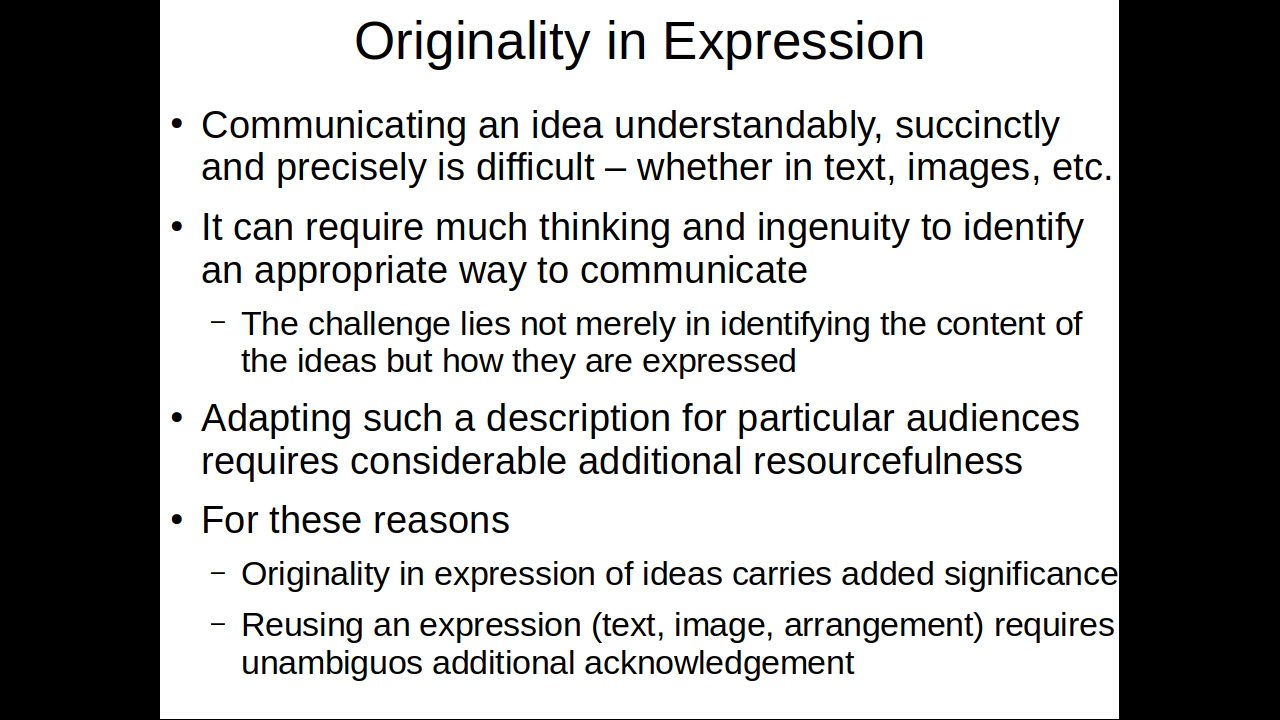 Originality in Expression
• Communicating an idea understandably, succinctly
and precisely is difficult – whether in text, images, etc.
• It can require much thinking and ingenuity to identify
an appropriate way to communicate
– The challenge lies not merely in identifying the content of
the ideas but how they are expressed
• Adapting such a description for particular audiences
requires considerable additional resourcefulness
• For these reasons
– Originality in expression of ideas carries added significance
– Reusing an expression (text, image, arrangement) requires
unambiguos additional acknowledgement